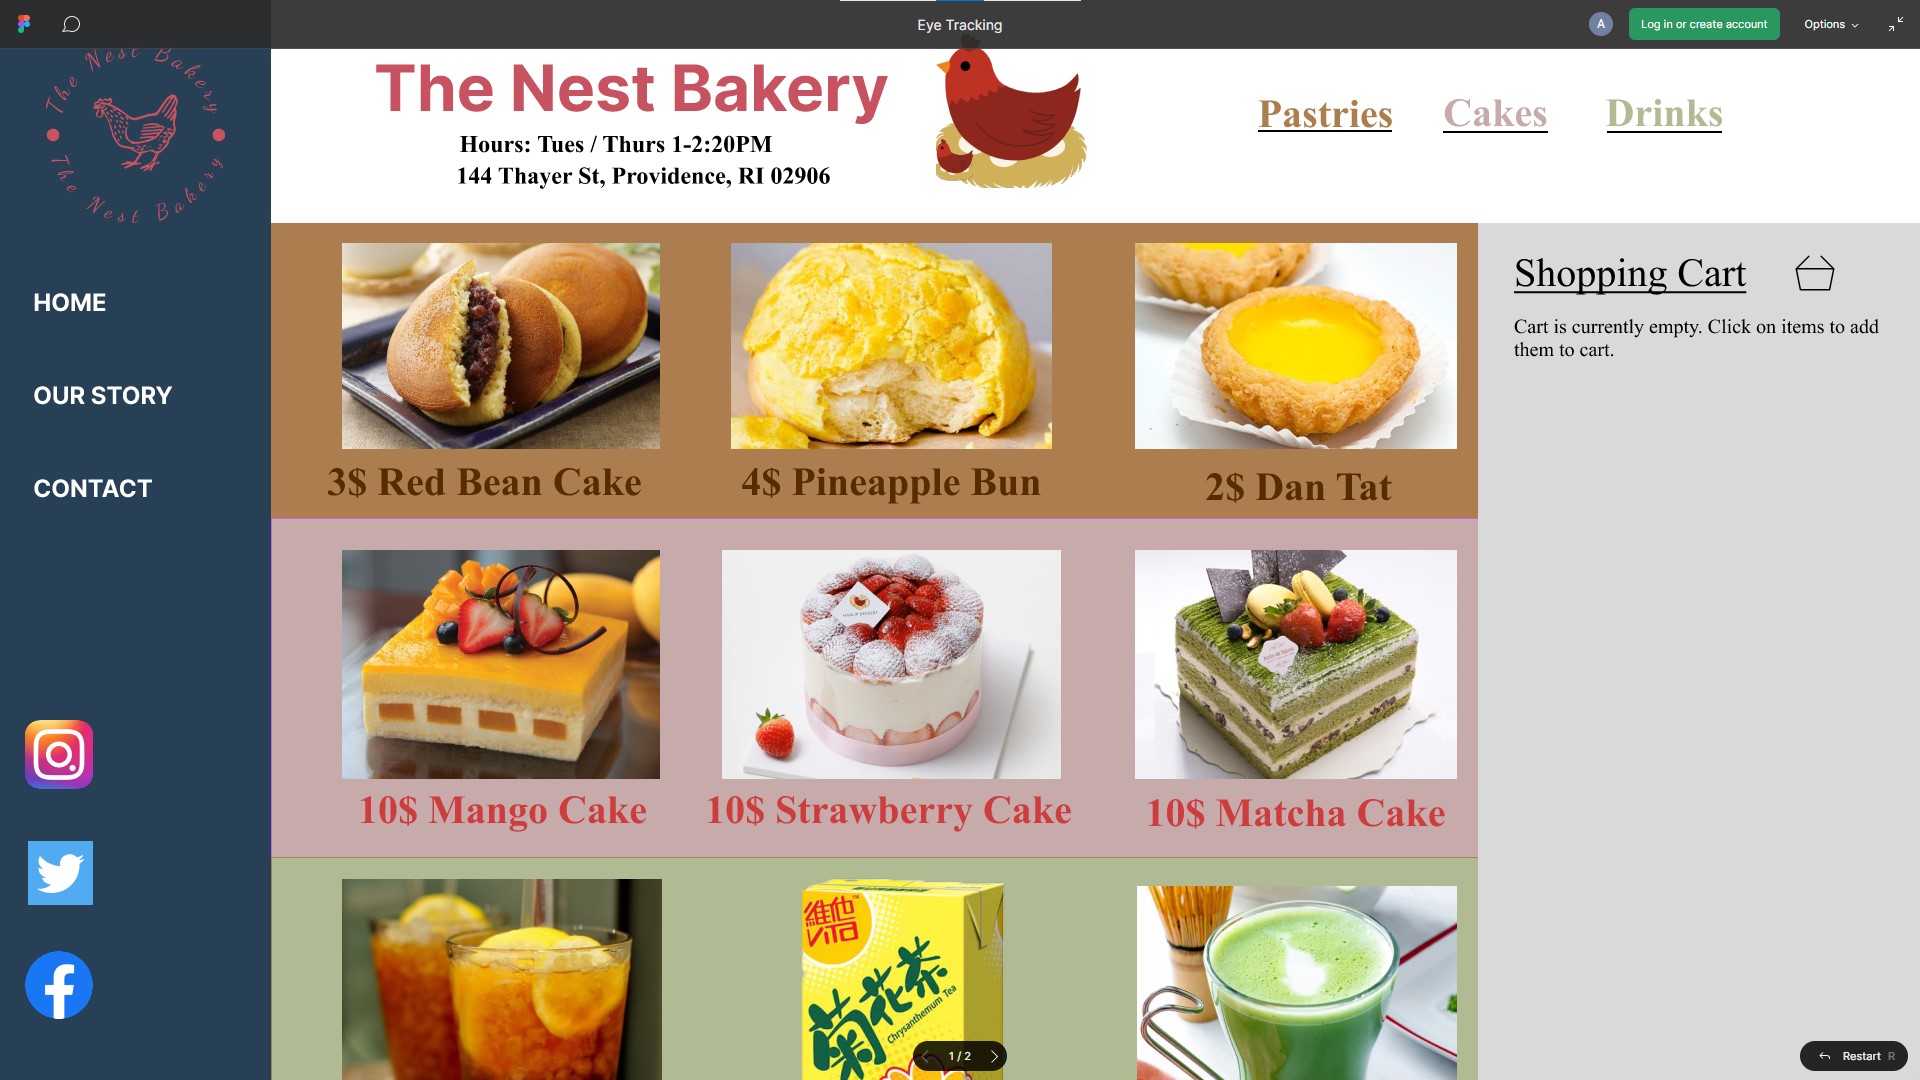 Eye Tracking
A
Log in or create account
Options
The Nest Bakery
The Nest Bakery
The Nest Bakery
Hours: Tues / Thurs 1-2:20PM
144 Thayer St, Providence, RI 02906
Pastries
Cakes
Drinks
HOME
OUR STORY
CONTACT
Shopping Cart
Cart is currently empty. Click on items to add
them to cart.
3$ Red Bean Cake
4$ Pineapple Bun
2$ Dan Tat
10$ Mango Cake
10$ Strawberry Cake
10$ Matcha Cake
維他
VITA
菊花茶
Chrysanthemum Tea
1 / 2
Restart R